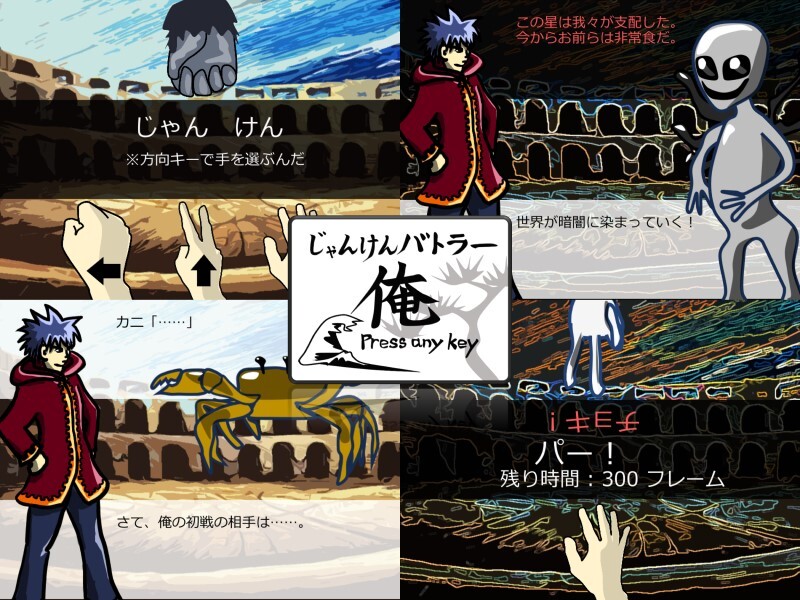 じゃん　けん
※方向キーで手を選ぶんだ
この星は我々が支配した。
今からお前らは非常食だ。
世界が暗闇に染まっていく！
じゃんけんバトラー
俺
Press any key
カニ「……」
さて、俺の初戦の相手は……。
チョキ！
パー！
残り時間：300 フレーム